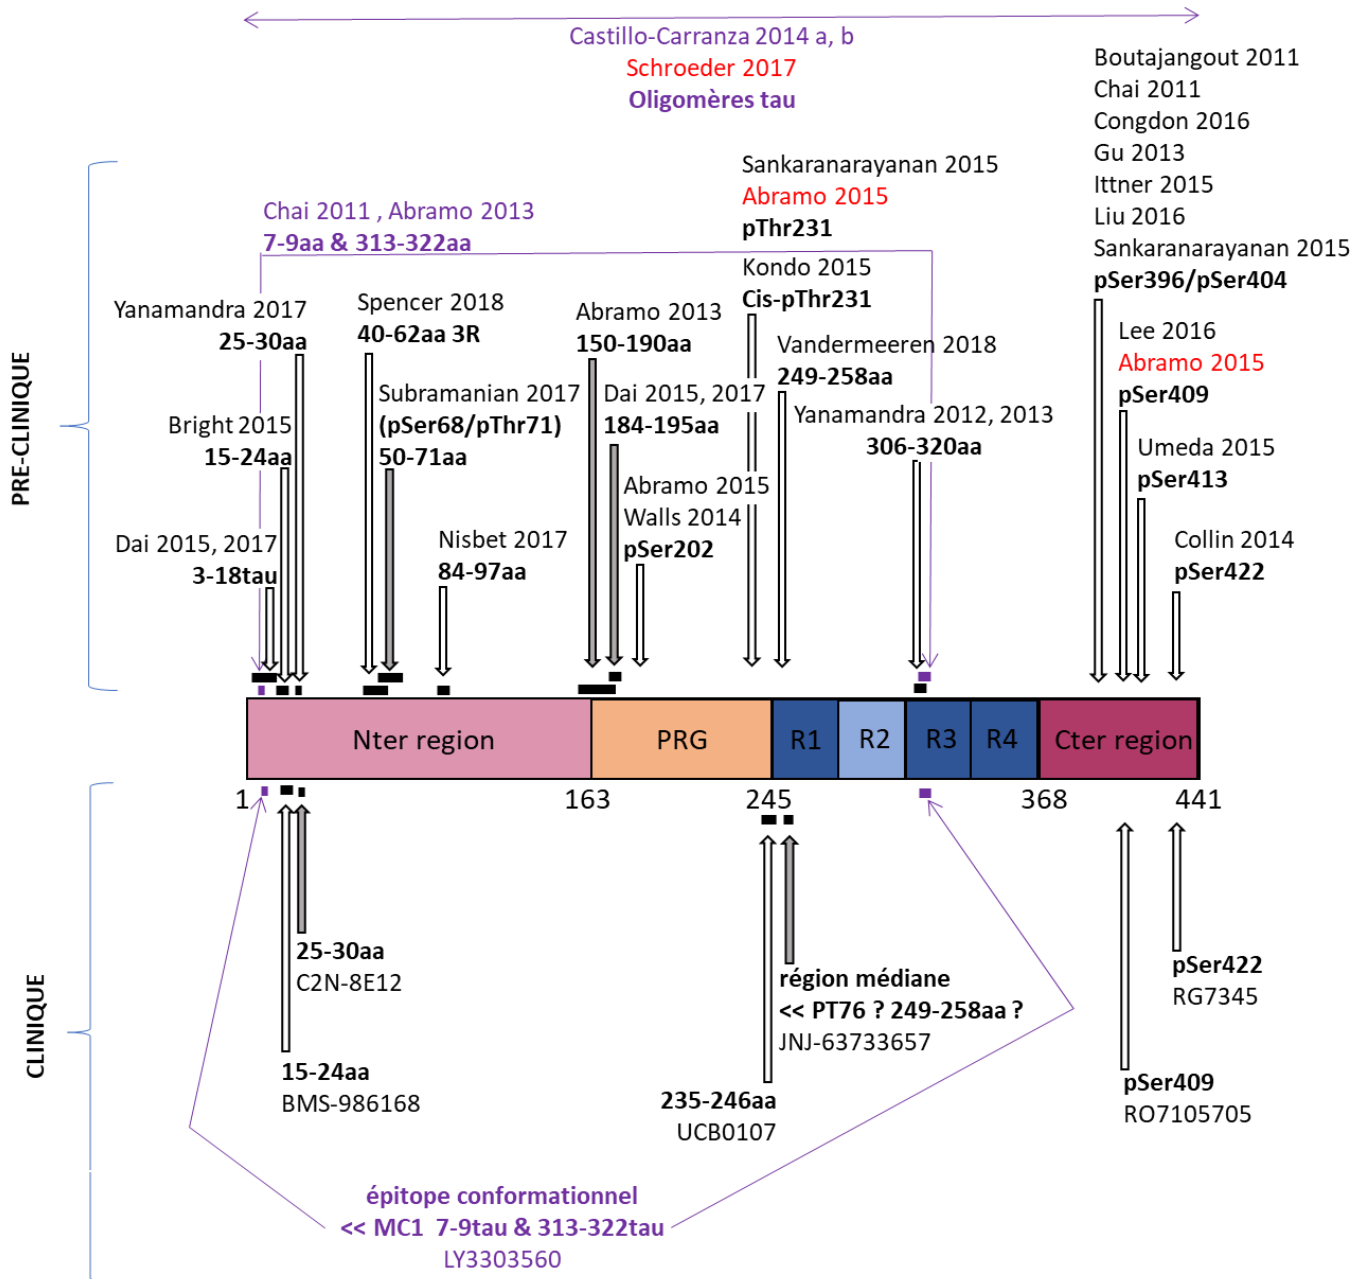 Castillo-Carranza 2014 a, b
Schroeder 2017
Oligomères tau
Boutajangout 2011
Chai 2011
Congdon 2016
Gu 2013
Ittner 2015
Liu 2016
Sankaranarayanan 2015
pSer396/pSer404
Sankaranarayanan 2015
Abramo 2015
pThr231
Chai 2011 , Abramo 2013
7-9aa & 313-322aa
Kondo 2015
Cis-pThr231
Yanamandra 2017
25-30aa
Spencer 2018
40-62aa 3R
Abramo 2013
150-190aa
Vandermeeren 2018
249-258aa
Lee 2016
Abramo 2015
pSer409
PRE-CLINIQUE
Bright 2015
15-24aa
Subramanian 2017
(pSer68/pThr71)
50-71aa
Dai 2015, 2017
184-195aa
Yanamandra 2012, 2013
306-320aa
Umeda 2015
pSer413
Abramo 2015
Walls 2014
pSer202
Dai 2015, 2017
3-18tau
Nisbet 2017
84-97aa
Collin 2014
pSer422
Nter region
PRG
R1
R2
R3
R4
Cter region
1
163
245
368
441
CLINIQUE
25-30aa
C2N-8E12
région médiane
<< PT76 ? 249-258aa ?
JNJ-63733657
pSer422
RG7345
15-24aa
BMS-986168
235-246aa
UCB0107
pSer409
RO7105705
épitope conformationnel
<< MC1 7-9tau & 313-322tau
LY3303560